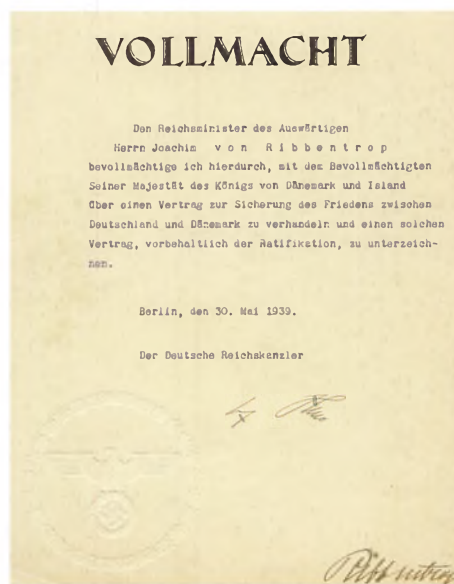 VOLLMACHT
Den Reichsminister des Auswärtigen
Herrn Joachim von Ribbentrop
bevollmächtige ich hierdurch, mit dem Bevollmächtigten
Seiner Majestät des Königs von Dänemark und Island
über einen Vertrag zur Sicherung des Friedens zwischen
Deutschland und Dänemark zu verhandeln und einen solchen
Vertrag, vorbehaltlich der Ratifikation, zu unterzeich-
nen.
Berlin, den 30. Mai 1939.
Der Deutsche Reichskanzler
Ribbentrop